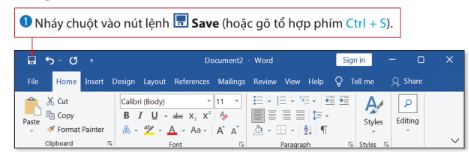 1 Nháy chuột vào nút lệnh Save (hoặc gõ tổ hợp phím Ctrl + S).
Document2 - Word Sign in
File Home Insert Design Layout References Mailings Review View Help Tell me Share
Paste
Cut
Copy
Format Painter
Clipboard
Calibri (Body) 11
B I U abc X₂ X²
A A Aa A A
Font
Paragraph
Styles
Styles
Editing